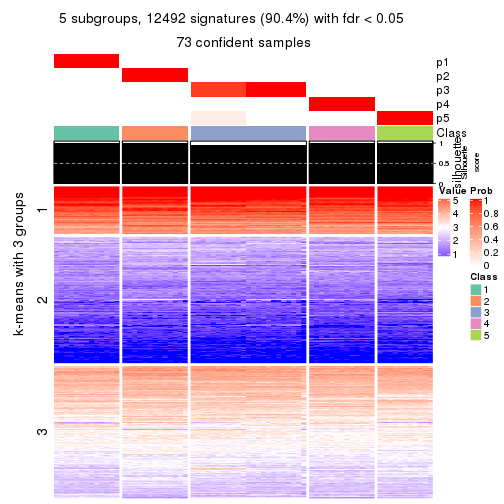 5 subgroups, 12492 signatures (90.4%) with fdr < 0.05
73 confident samples
p1
p2
p3
p4
p5
Class
1
0.5
0
silhouette
Silhouette
score
k-means with 3 groups
1
2
3
Value
5
4
3
2
1
Prob
1
0.8
0.6
0.4
0.2
0
Class
1
2
3
4
5